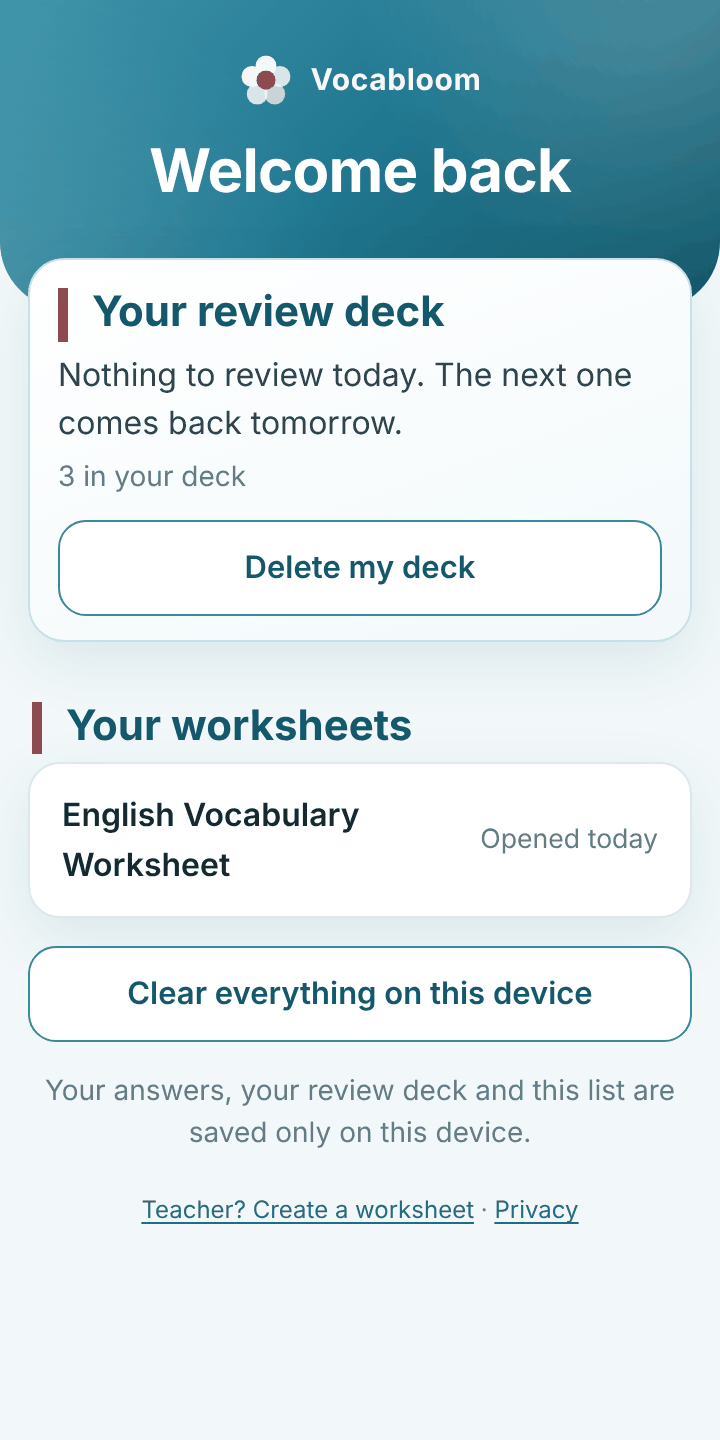 Vocabloom
Welcome back
Your review deck
Nothing to review today. The next one
comes back tomorrow.
3 in your deck
Delete my deck
Your worksheets
English Vocabulary
Worksheet
Opened today
Clear everything on this device
Your answers, your review deck and this list are
saved only on this device.
Teacher? Create a worksheet · Privacy